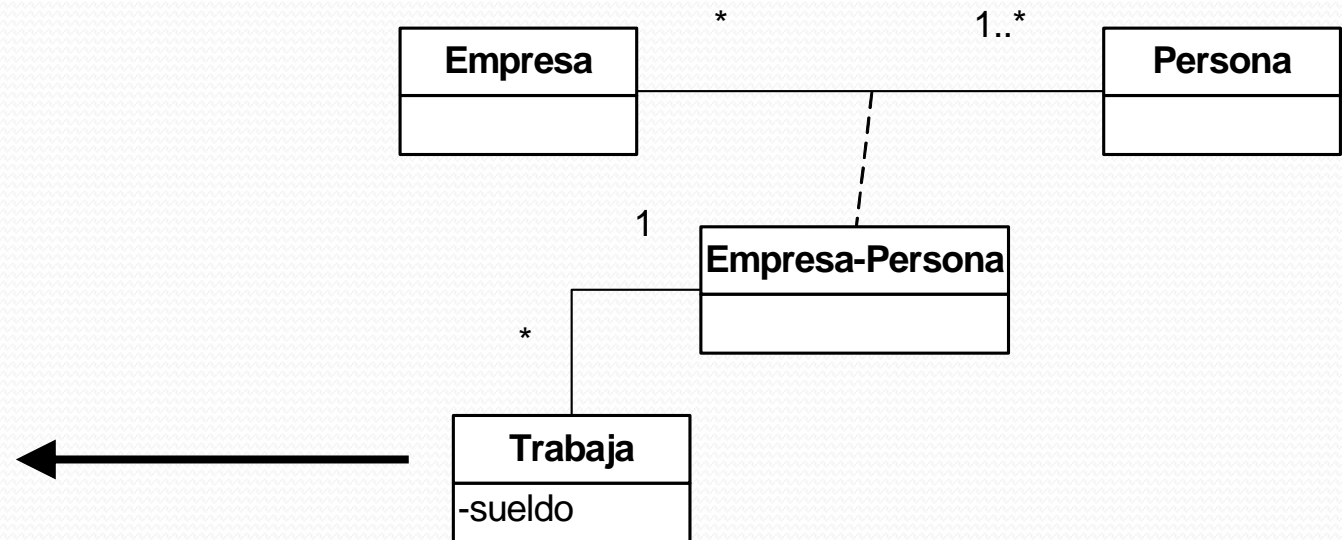 * 1..*
Empresa Persona
1
Empresa-Persona
*
Trabaja
-sueldo